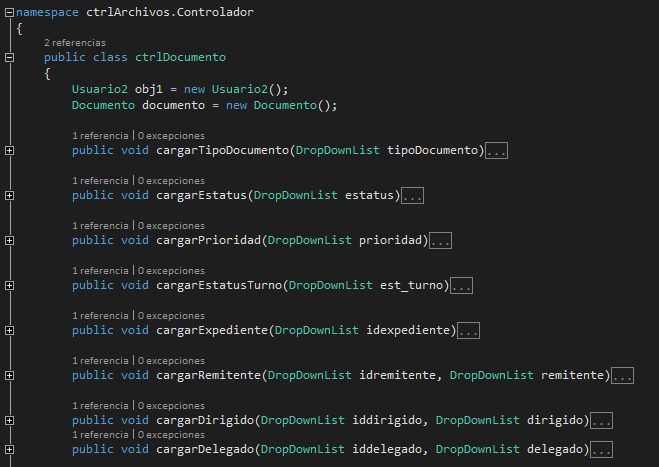 namespace ctrlArchivos.Controlador
{
2 referencias
public class ctrlDocumento
{
Usuario2 obj1 = new Usuario2();
Documento documento = new Documento();
1 referencia | 0 excepciones
public void cargarTipoDocumento(DropDownList tipoDocumento)...
1 referencia | 0 excepciones
public void cargarEstatus(DropDownList estatus)...
1 referencia | 0 excepciones
public void cargarPrioridad(DropDownList prioridad)...
1 referencia | 0 excepciones
public void cargarEstatusTurno(DropDownList est_turno)...
1 referencia | 0 excepciones
public void cargarExpediente(DropDownList idexpediente)...
1 referencia | 0 excepciones
public void cargarRemitente(DropDownList idremitente, DropDownList remitente)...
1 referencia | 0 excepciones
public void cargarDirigido(DropDownList iddirigido, DropDownList dirigido)...
1 referencia | 0 excepciones
public void cargarDelegado(DropDownList iddelegado, DropDownList delegado)...